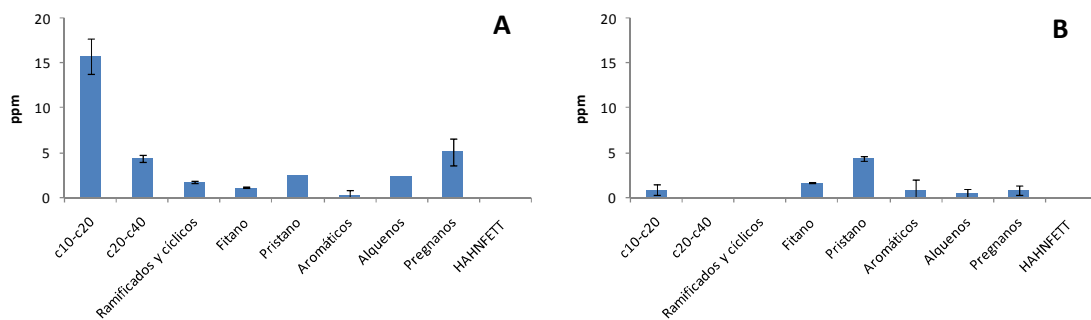 A
20
15
10
5
0
ppm
c10-c20
c20-c40
Ramificados y cíclicos
Fitano
Pristano
Aromáticos
Alquenos
Pregnanos
HAHNFETT
B
20
15
10
5
0
ppm
c10-c20
c20-c40
Ramificados y cíclicos
Fitano
Pristano
Aromáticos
Alquenos
Pregnanos
HAHNFETT